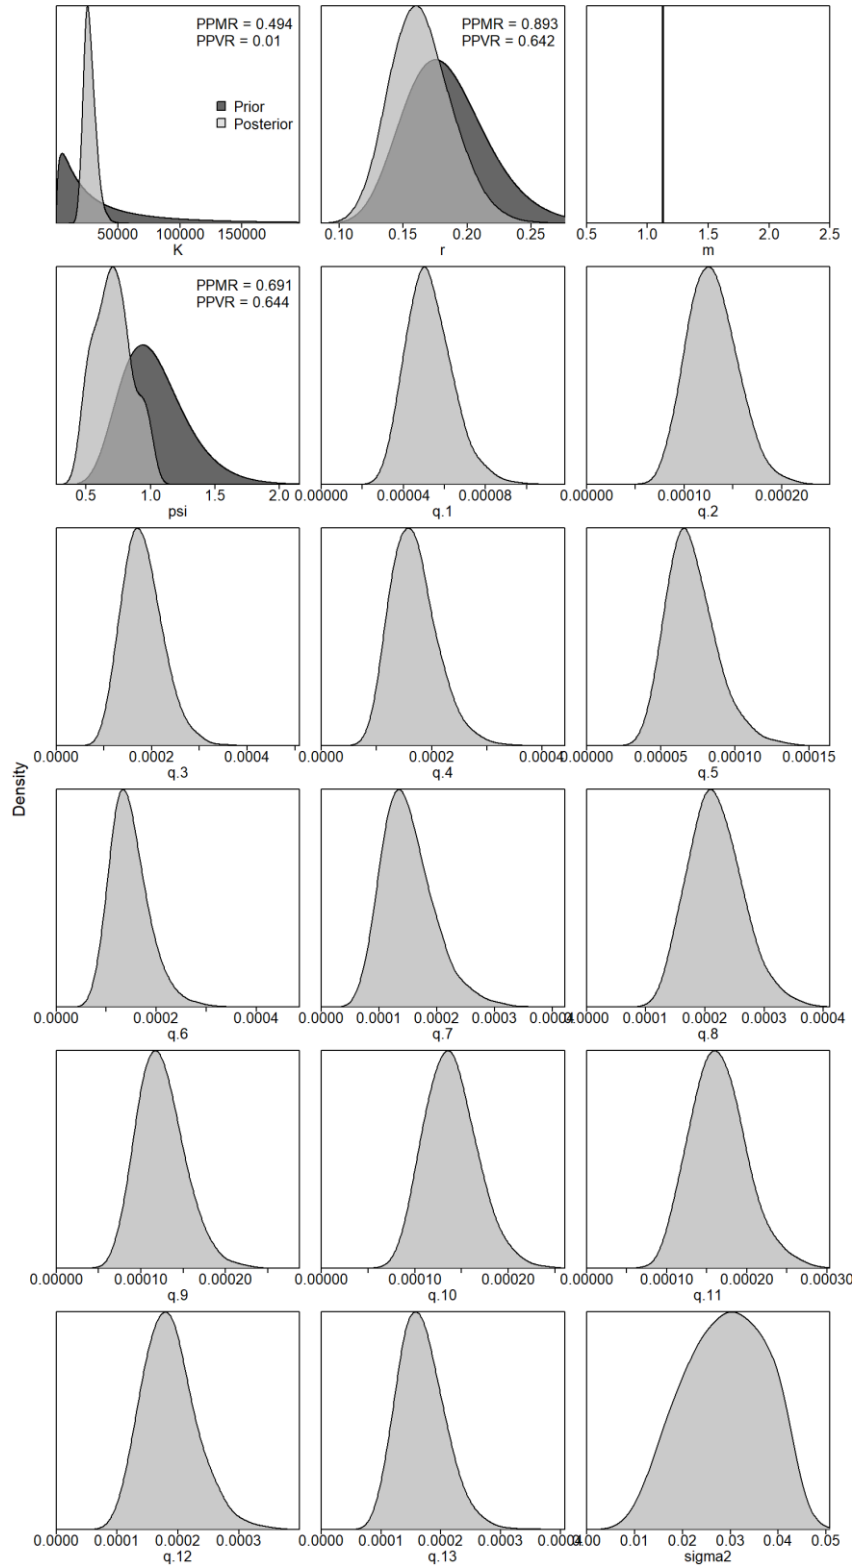 PPMR = 0.494
PPVR = 0.01
Prior
Posterior
50000 100000 150000
K
PPMR = 0.893
PPVR = 0.642
0.10 0.15 0.20 0.25
r
0.5 1.0 1.5 2.0 2.5
m
PPMR = 0.691
PPVR = 0.644
0.5 1.0 1.5 2.0
psi
0.00000 0.00004 0.00008
q.1
0.00000 0.00010 0.00020
q.2
0.0000 0.0002 0.0004
q.3
0.0000 0.0002 0.0004
q.4
0.00000 0.00005 0.00010 0.00015
q.5
Density
0.0000 0.0002 0.0004
q.6
0.0000 0.0001 0.0002 0.0003 0.0004
q.7
0.0001 0.0002 0.0003 0.0004
q.8
0.00000 0.00010 0.00020
q.9
0.00010 0.00020
q.10
0.00000 0.00010 0.00020 0.00030
q.11
0.0000 0.0001 0.0002 0.0003
q.12
0.0000 0.0001 0.0002 0.0003
q.13
0.01 0.02 0.03 0.04 0.05
sigma2